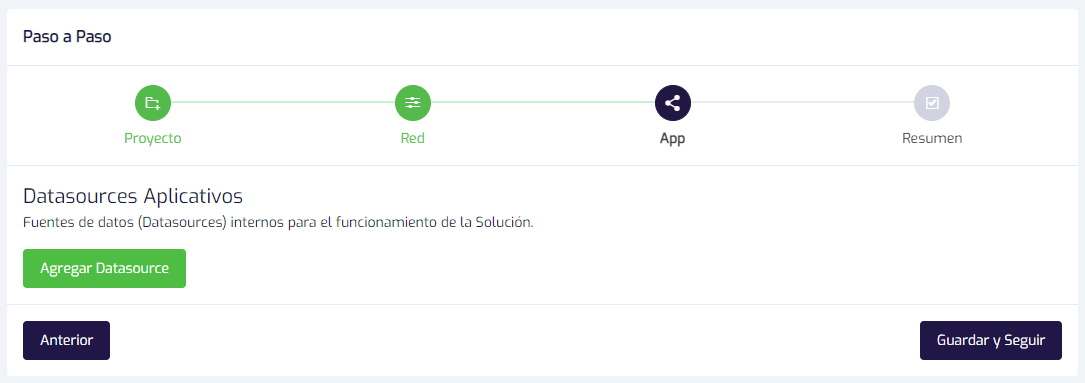 Paso a Paso
Proyecto
Red
App
Resumen
Datasources Aplicativos
Fuentes de datos (Datasources) internos para el funcionamiento de la Solución.
Agregar Datasource
Anterior
Guardar y Seguir